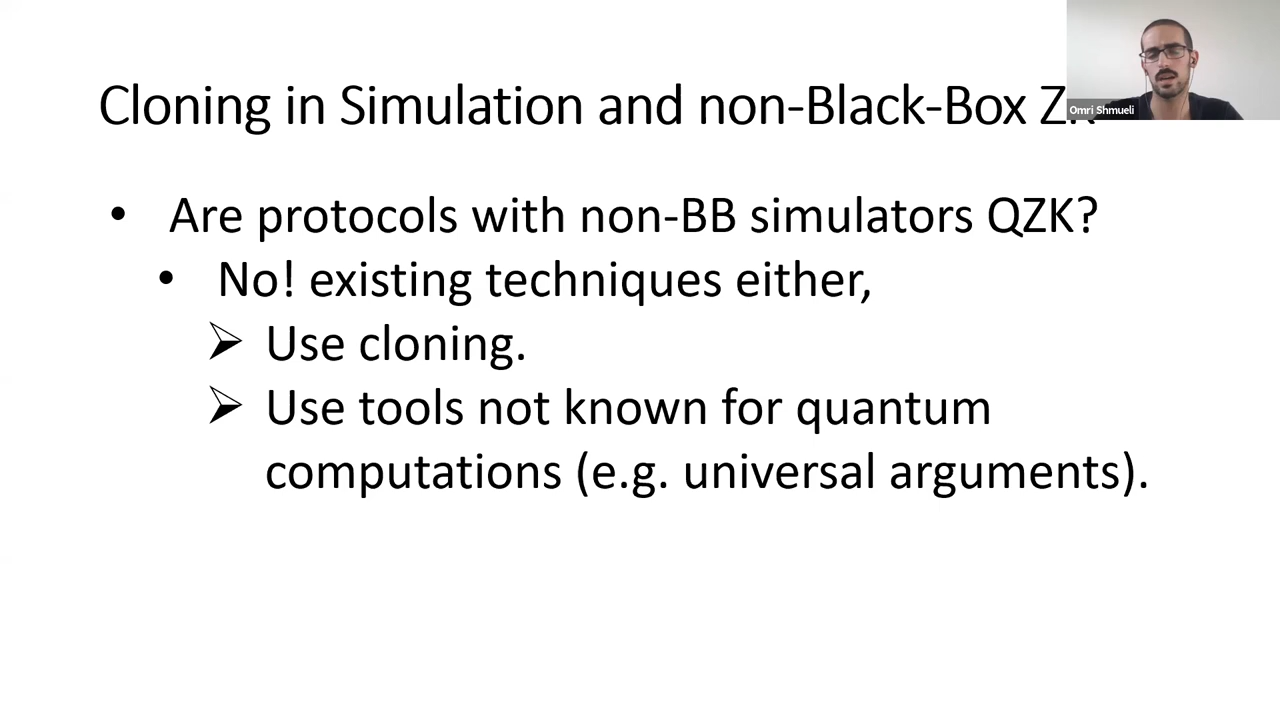 Cloning in Simulation and non-Black-Box ZK
Omri Shmueli
• Are protocols with non-BB simulators QZK?
• No! existing techniques either,
➢ Use cloning.
➢ Use tools not known for quantum
computations (e.g. universal arguments).